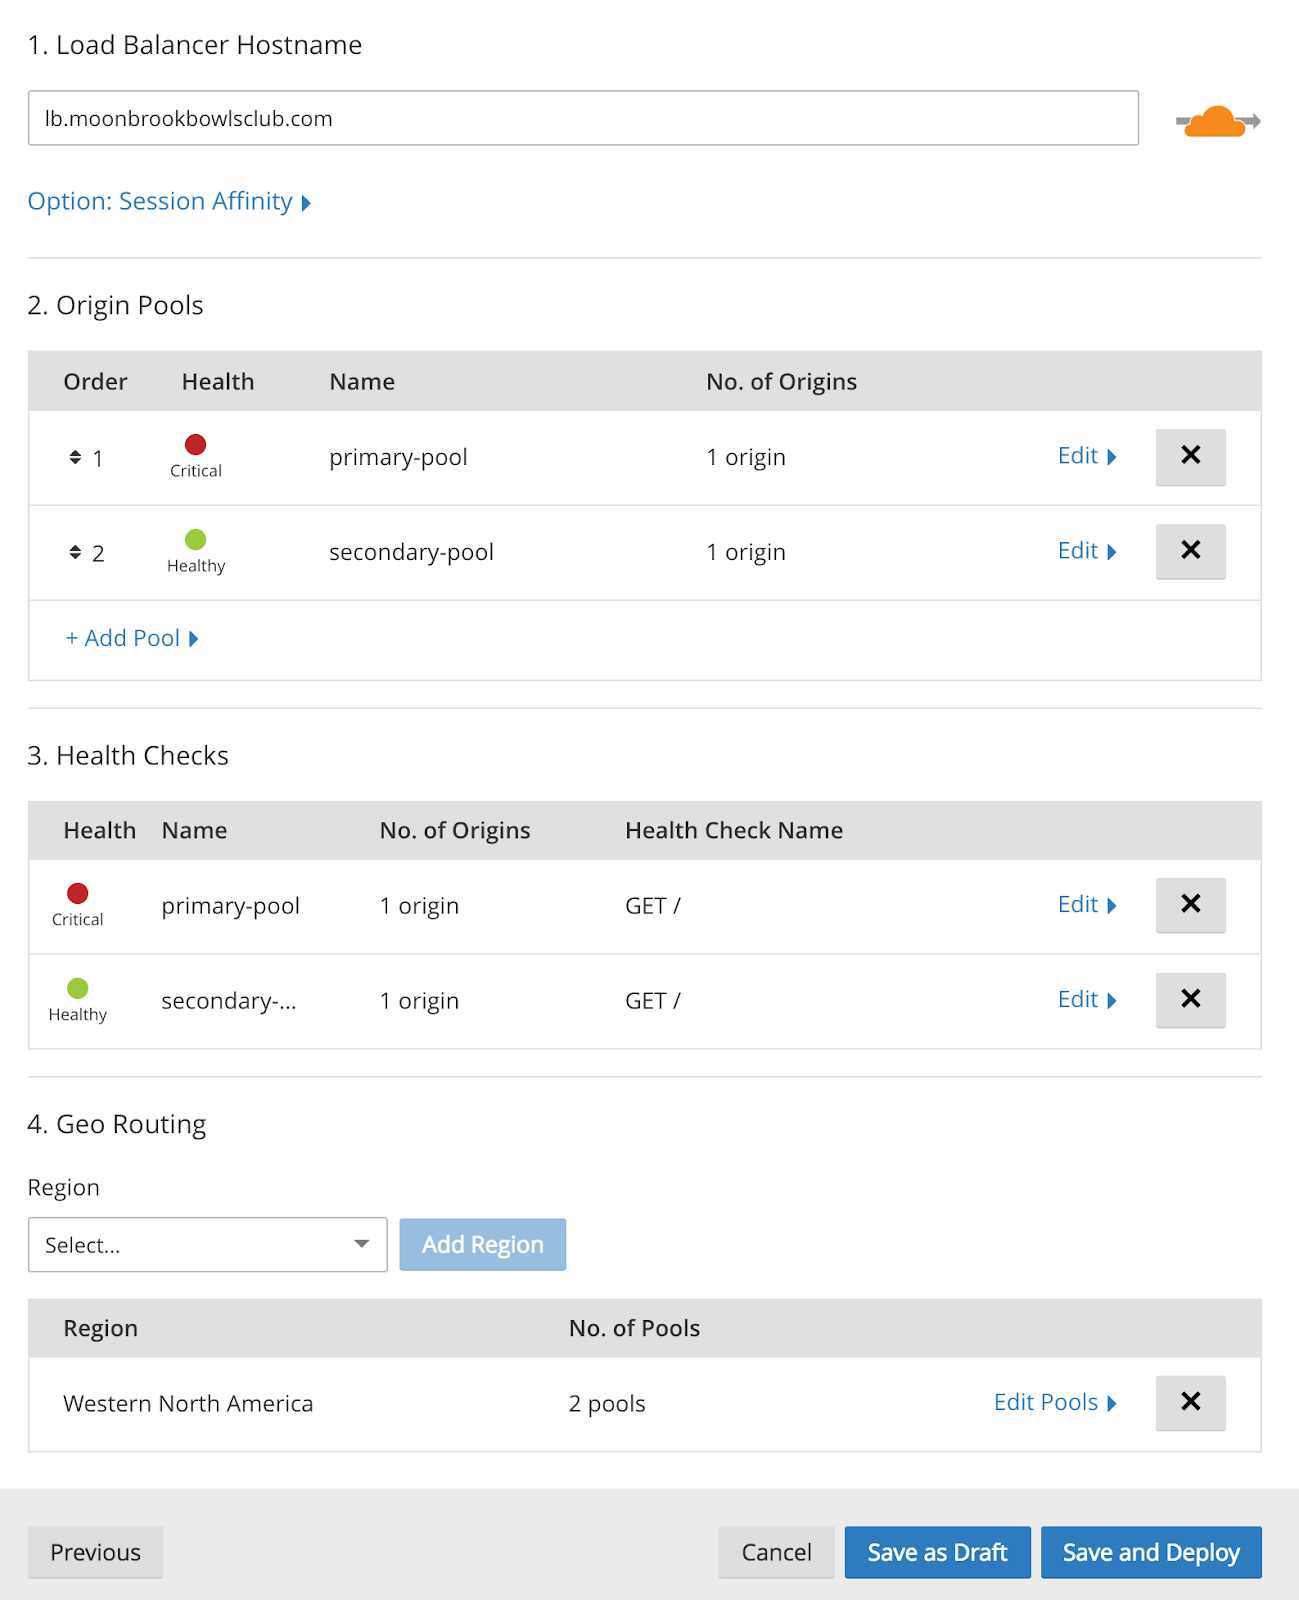 1. Load Balancer Hostname
lb.moonbrookbowlsclub.com
Option: Session Affinity
2. Origin Pools
Order Health Name No. of Origins
1 Critical primary-pool 1 origin Edit ×
2 Healthy secondary-pool 1 origin Edit ×
+ Add Pool
3. Health Checks
Health Name No. of Origins Health Check Name
Critical primary-pool 1 origin GET / Edit ×
Healthy secondary-... 1 origin GET / Edit ×
4. Geo Routing
Region
Select... Add Region
Region No. of Pools
Western North America 2 pools Edit Pools ×
Previous Cancel Save as Draft Save and Deploy